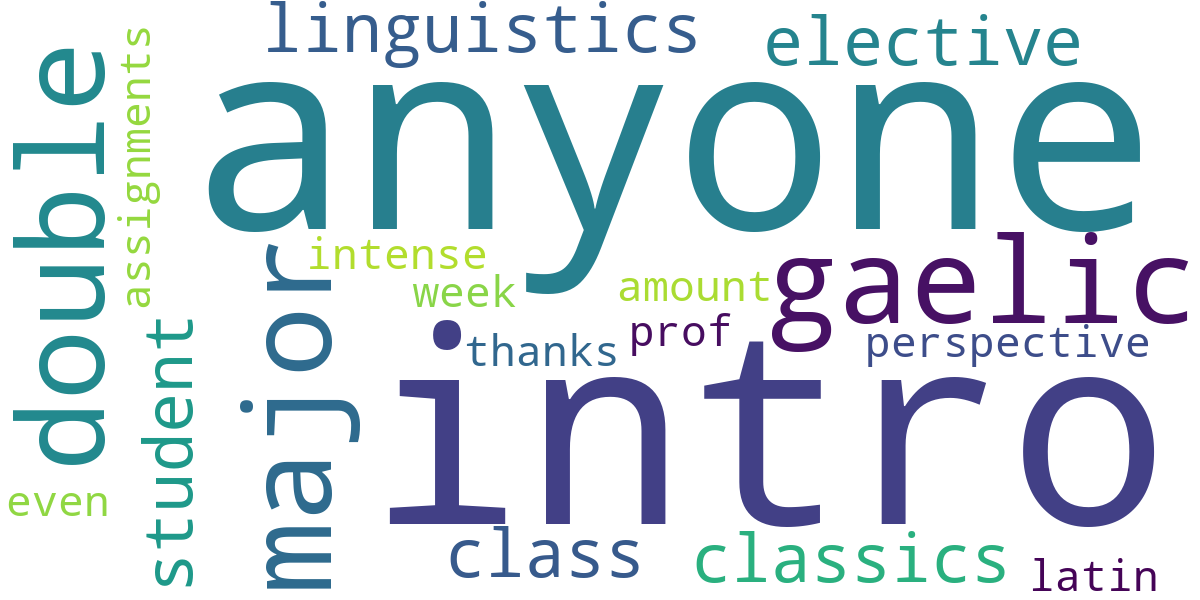 linguistics
elective
anyone
double
assignments
intense
week
amount
gaelic
major
student
thanks
prof
perspective
intro
even
class
classics
latin